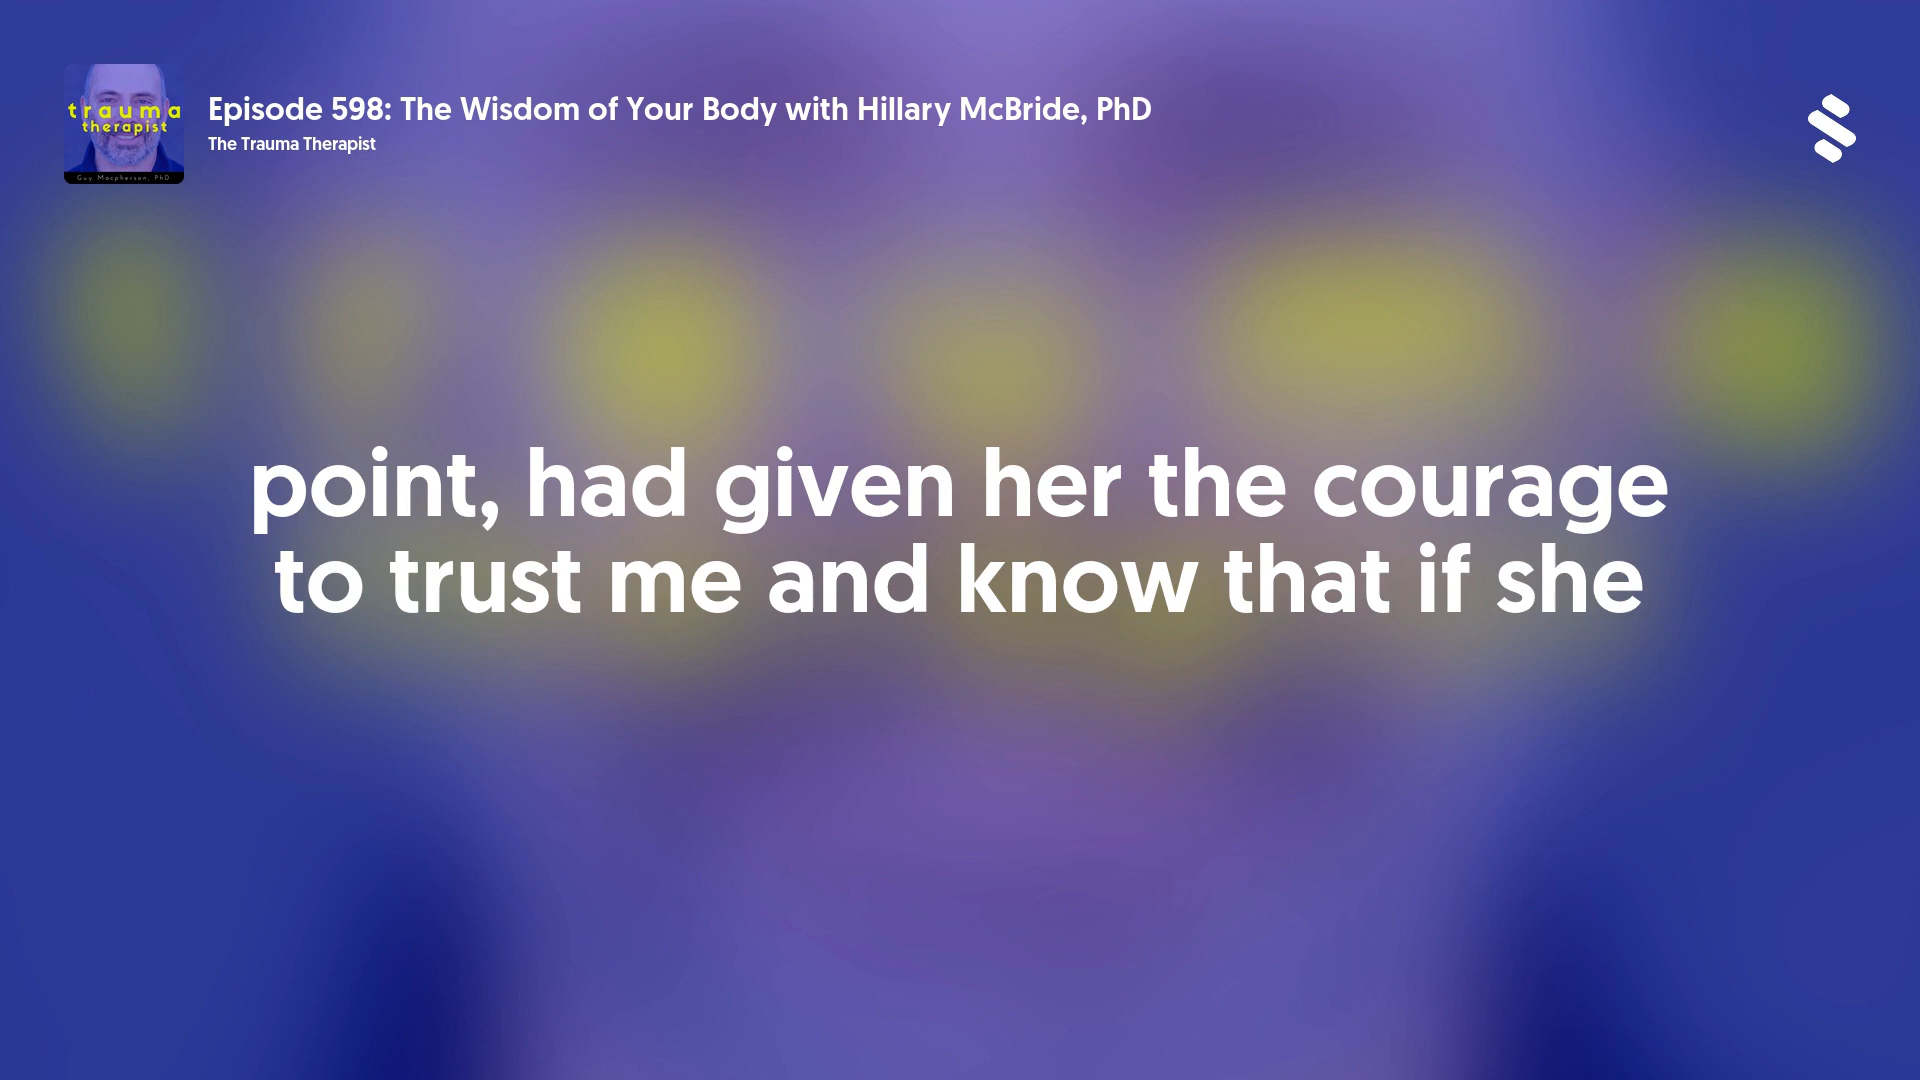 trauma
therapist
Guy Macpherson, PhD
Episode 598: The Wisdom of Your Body with Hillary McBride, PhD
The Trauma Therapist
point, had given her the courage
to trust me and know that if she